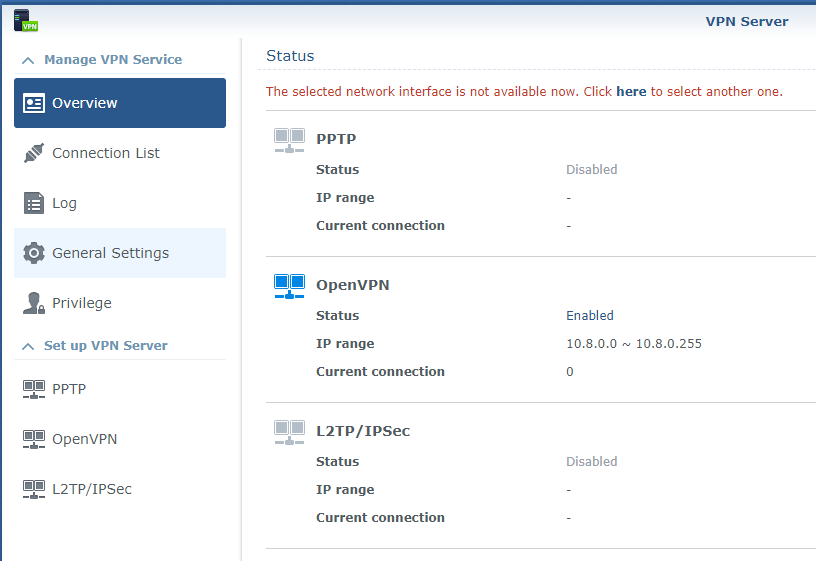 VPN
VPN Server
Manage VPN Service
Overview
Connection List
Log
General Settings
Privilege
Set up VPN Server
PPTP
OpenVPN
L2TP/IPSec
Status
The selected network interface is not available now. Click here to select another one.
PPTP
Status Disabled
IP range -
Current connection -
OpenVPN
Status Enabled
IP range 10.8.0.0 ~ 10.8.0.255
Current connection 0
L2TP/IPSec
Status Disabled
IP range -
Current connection -